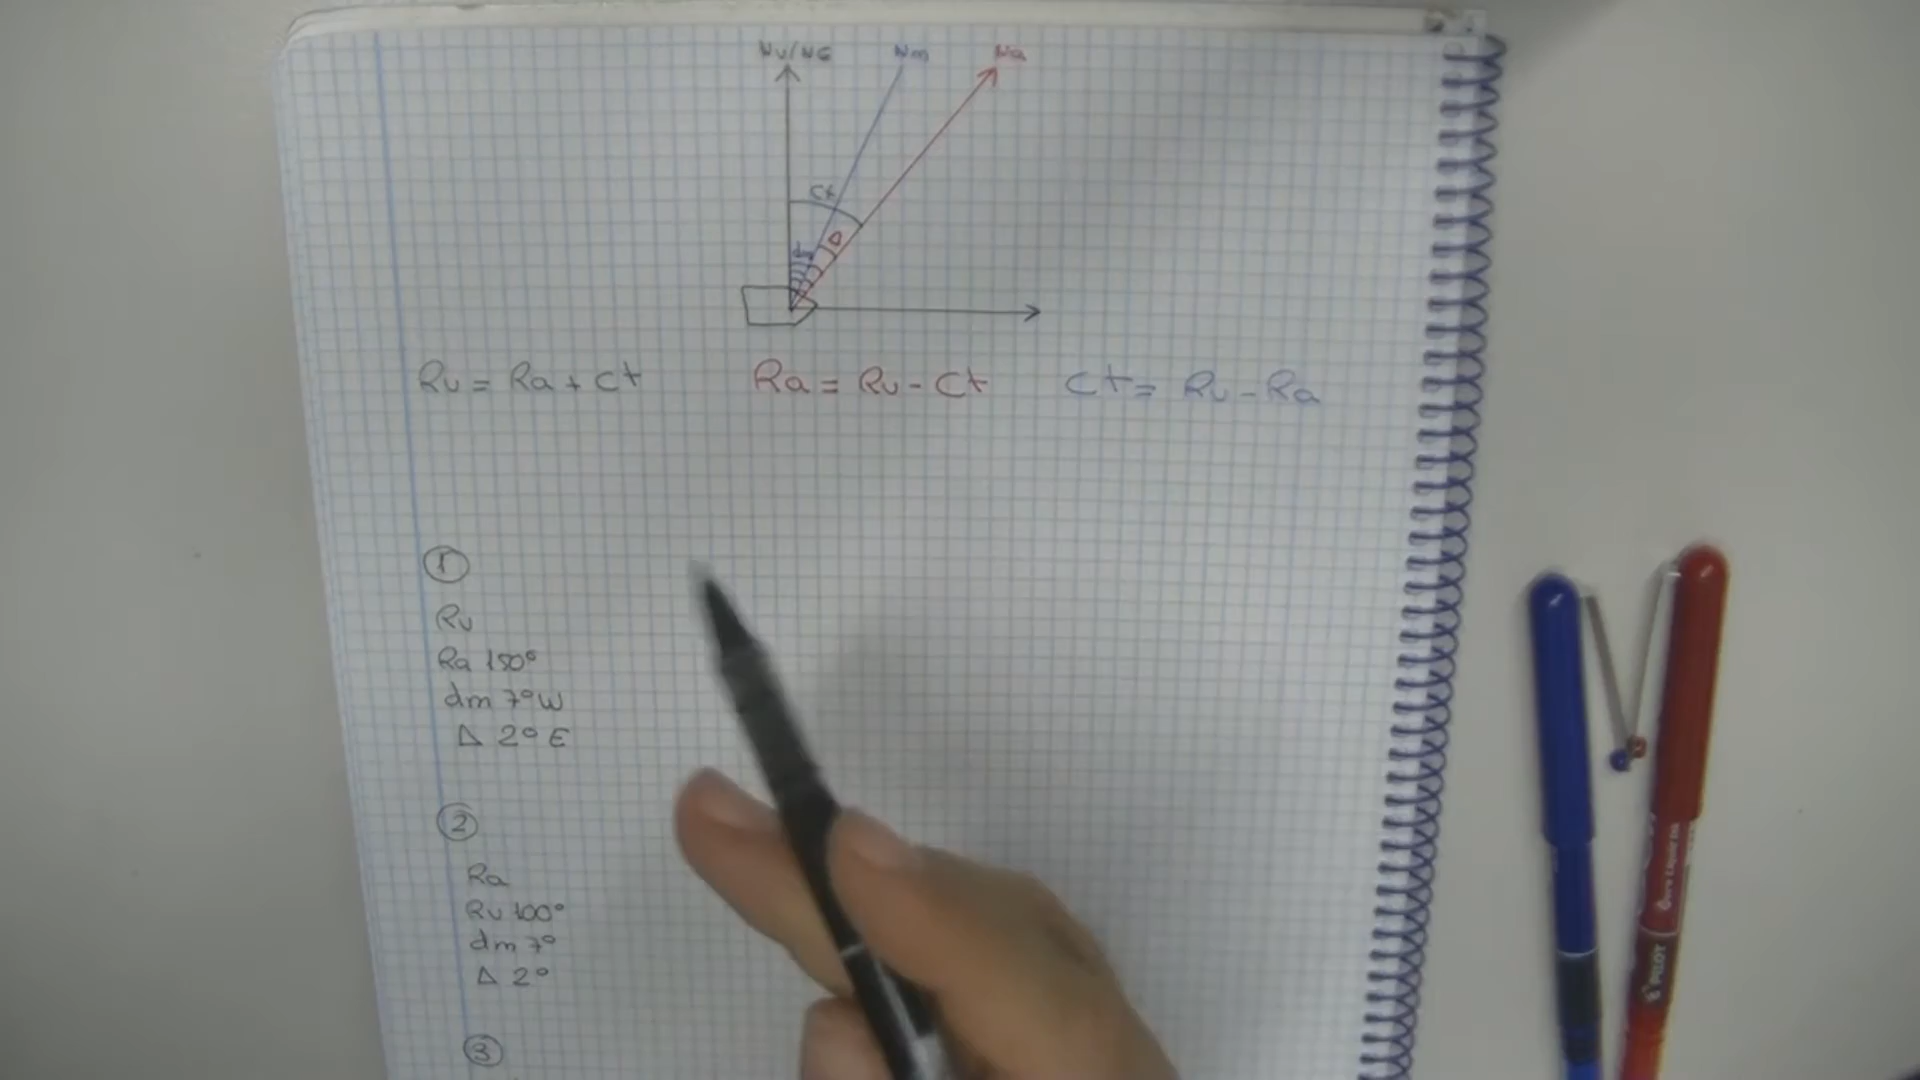 Nv/NG Nm Na
Ct
δ Δ
Rv = Ra + Ct Ra = Rv - Ct Ct = Rv - Ra
1
Rv
Ra 150°
dm 7° W
Δ 2° E
2
Ra
Rv 100°
dm 7°
Δ 2°
3
PILOT